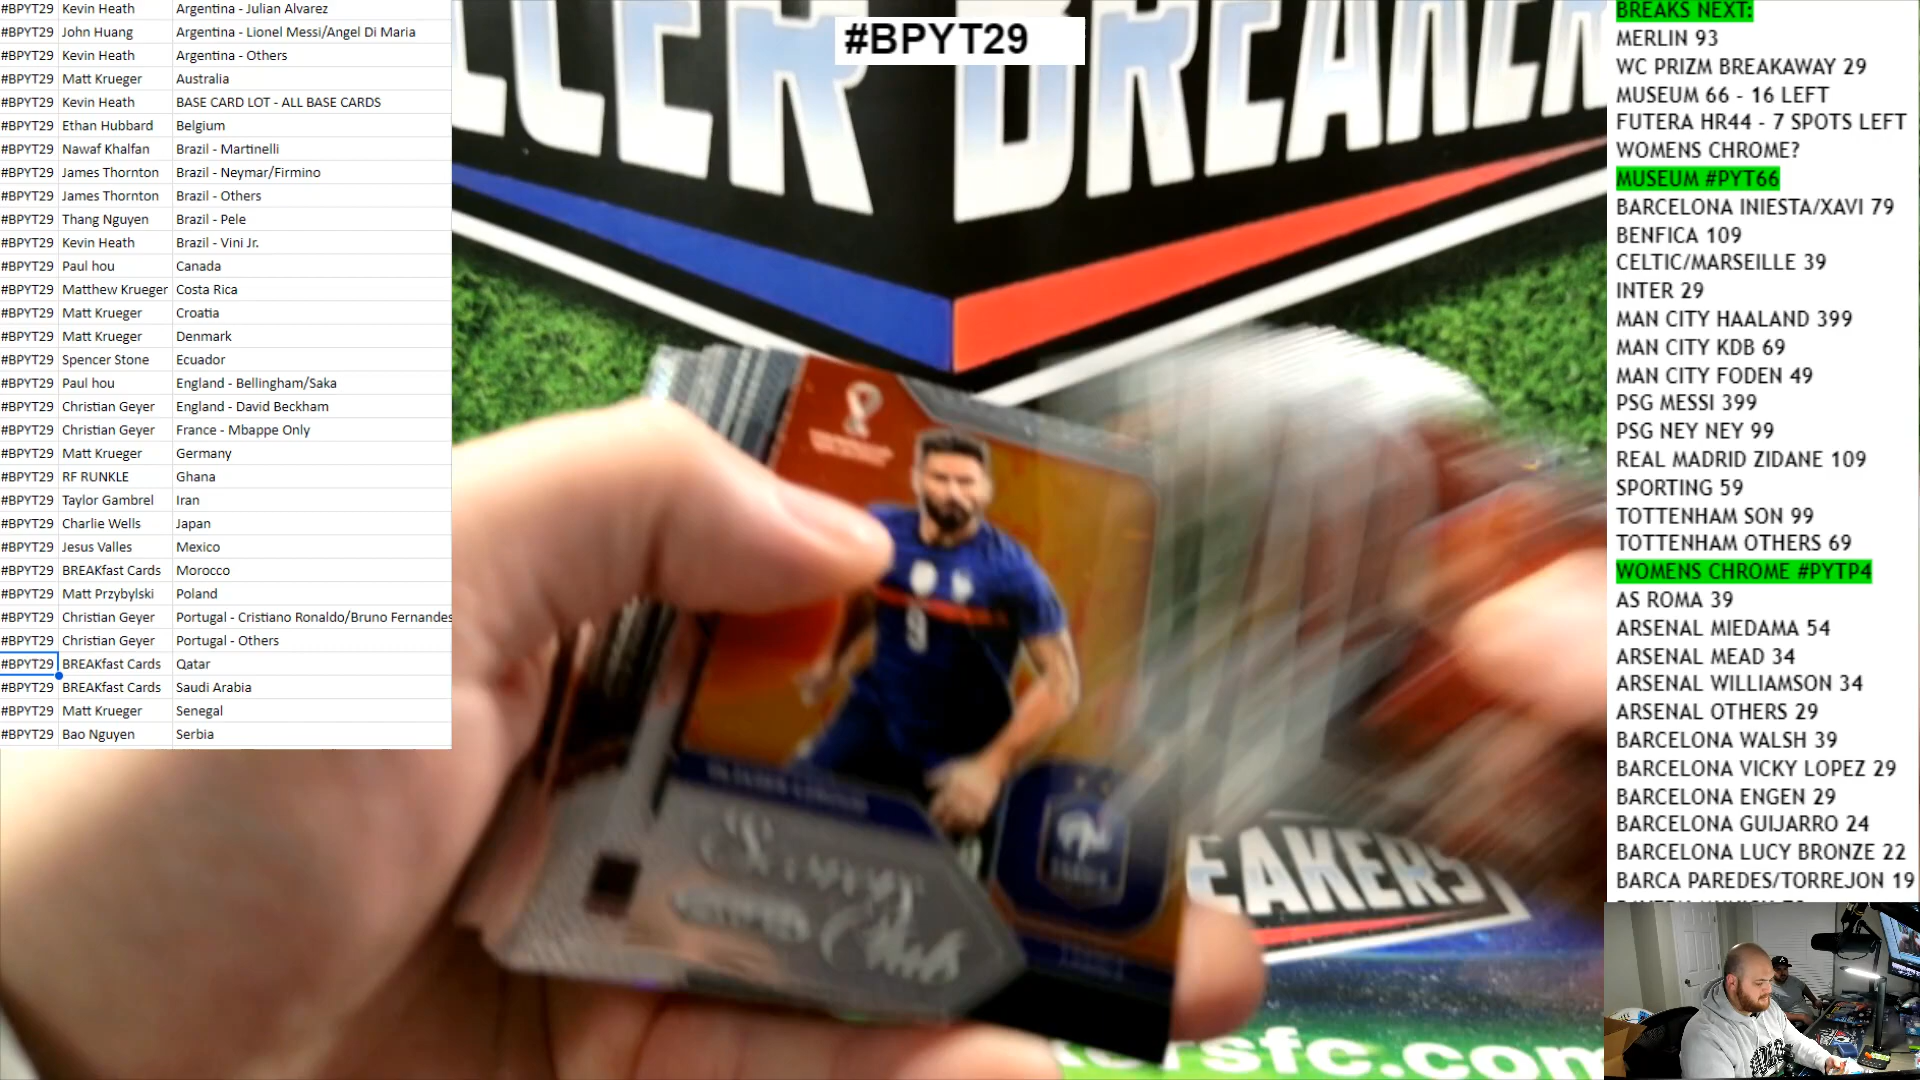 #BPYT29 Kevin Heath Argentina - Julian Alvarez
#BPYT29 John Huang Argentina - Lionel Messi/Angel Di Maria
#BPYT29 Kevin Heath Argentina - Others
#BPYT29 Matt Krueger Australia
#BPYT29 Kevin Heath BASE CARD LOT - ALL BASE CARDS
#BPYT29 Ethan Hubbard Belgium
#BPYT29 Nawaf Khalfan Brazil - Martinelli
#BPYT29 James Thornton Brazil - Neymar/Firmino
#BPYT29 James Thornton Brazil - Others
#BPYT29 Thang Nguyen Brazil - Pele
#BPYT29 Kevin Heath Brazil - Vini Jr.
#BPYT29 Paul hou Canada
#BPYT29 Matthew Krueger Costa Rica
#BPYT29 Matt Krueger Croatia
#BPYT29 Matt Krueger Denmark
#BPYT29 Spencer Stone Ecuador
#BPYT29 Paul hou England - Bellingham/Saka
#BPYT29 Christian Geyer England - David Beckham
#BPYT29 Christian Geyer France - Mbappe Only
#BPYT29 Matt Krueger Germany
#BPYT29 RF RUNKLE Ghana
#BPYT29 Taylor Gambrel Iran
#BPYT29 Charlie Wells Japan
#BPYT29 Jesus Valles Mexico
#BPYT29 BREAKfast Cards Morocco
#BPYT29 Matt Przybylski Poland
#BPYT29 Christian Geyer Portugal - Cristiano Ronaldo/Bruno Fernandes
#BPYT29 Christian Geyer Portugal - Others
#BPYT29 BREAKfast Cards Qatar
#BPYT29 BREAKfast Cards Saudi Arabia
#BPYT29 Matt Krueger Senegal
#BPYT29 Bao Nguyen Serbia
#BPYT29
CCER BREAKER
9
EAKERS
kersfc.com
BREAKS NEXT:
MERLIN 93
WC PRIZM BREAKAWAY 29
MUSEUM 66 - 16 LEFT
FUTERA HR44 - 7 SPOTS LEFT
WOMENS CHROME?
MUSEUM #PYT66
BARCELONA INIESTA/XAVI 79
BENFICA 109
CELTIC/MARSEILLE 39
INTER 29
MAN CITY HAALAND 399
MAN CITY KDB 69
MAN CITY FODEN 49
PSG MESSI 399
PSG NEY NEY 99
REAL MADRID ZIDANE 109
SPORTING 59
TOTTENHAM SON 99
TOTTENHAM OTHERS 69
WOMENS CHROME #PYTP4
AS ROMA 39
ARSENAL MIEDAMA 54
ARSENAL MEAD 34
ARSENAL WILLIAMSON 34
ARSENAL OTHERS 29
BARCELONA WALSH 39
BARCELONA VICKY LOPEZ 29
BARCELONA ENGEN 29
BARCELONA GUIJARRO 24
BARCELONA LUCY BRONZE 22
BARCA PAREDES/TORREJON 19